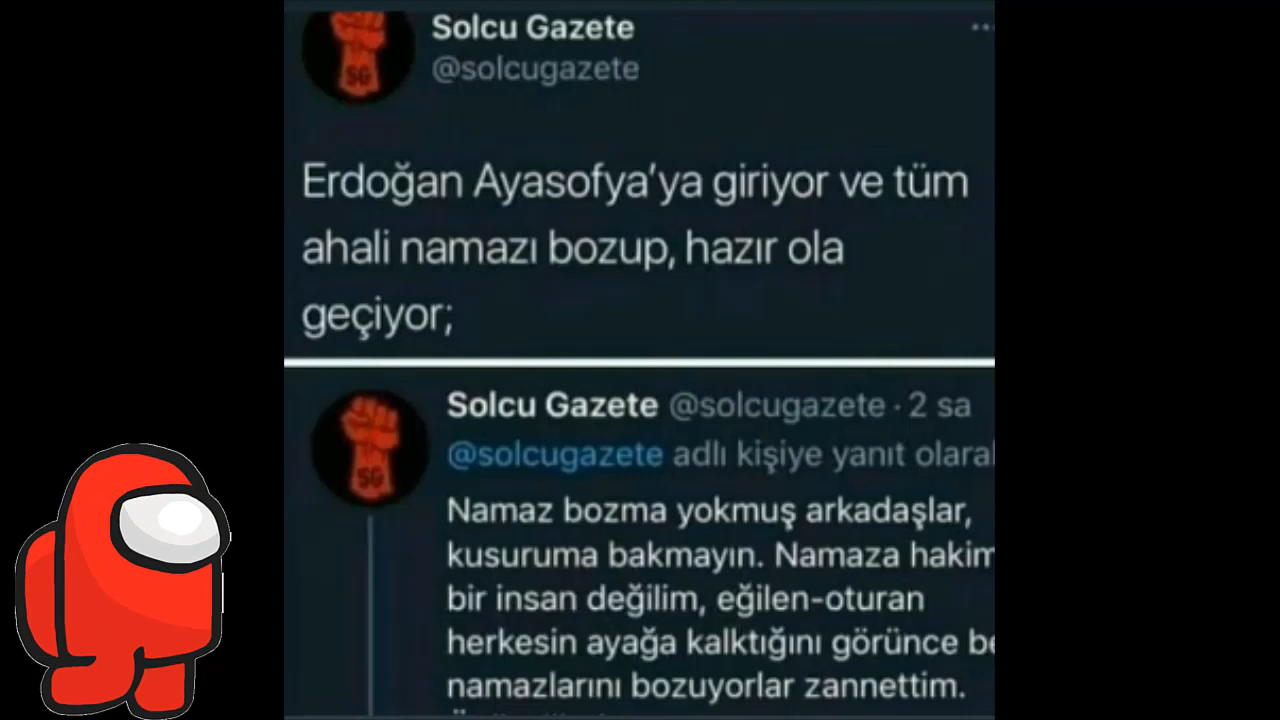 SG
Solcu Gazete
@solcugazete
Erdoğan Ayasofya'ya giriyor ve tüm
ahali namazı bozup, hazır ola
geçiyor;
SG
Solcu Gazete @solcugazete · 2 sa
@solcugazete adlı kişiye yanıt
Namaz bozma yokmuş arkadaşlar,
kusuruma bakmayın. Namaza hakim
bir insan değilim, eğilen-oturan
herkesin ayağa kalktığını görünce
namazlarını bozuyorlar zannettim.